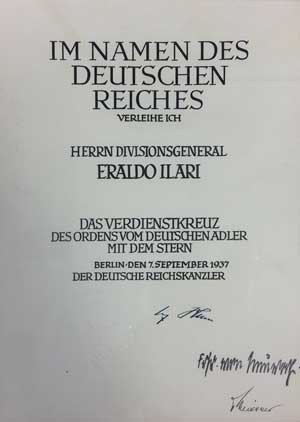 IM NAMEN DES
DEUTSCHEN
REICHES
VERLEIHE ICH
HERRN DIVISIONSGENERAL
ERALDO ILARI
DAS VERDIENSTKREUZ
DES ORDENS VOM DEUTSCHEN ADLER
MIT DEM STERN
BERLIN · DEN 7. SEPTEMBER 1937
DER DEUTSCHE REICHSKANZLER